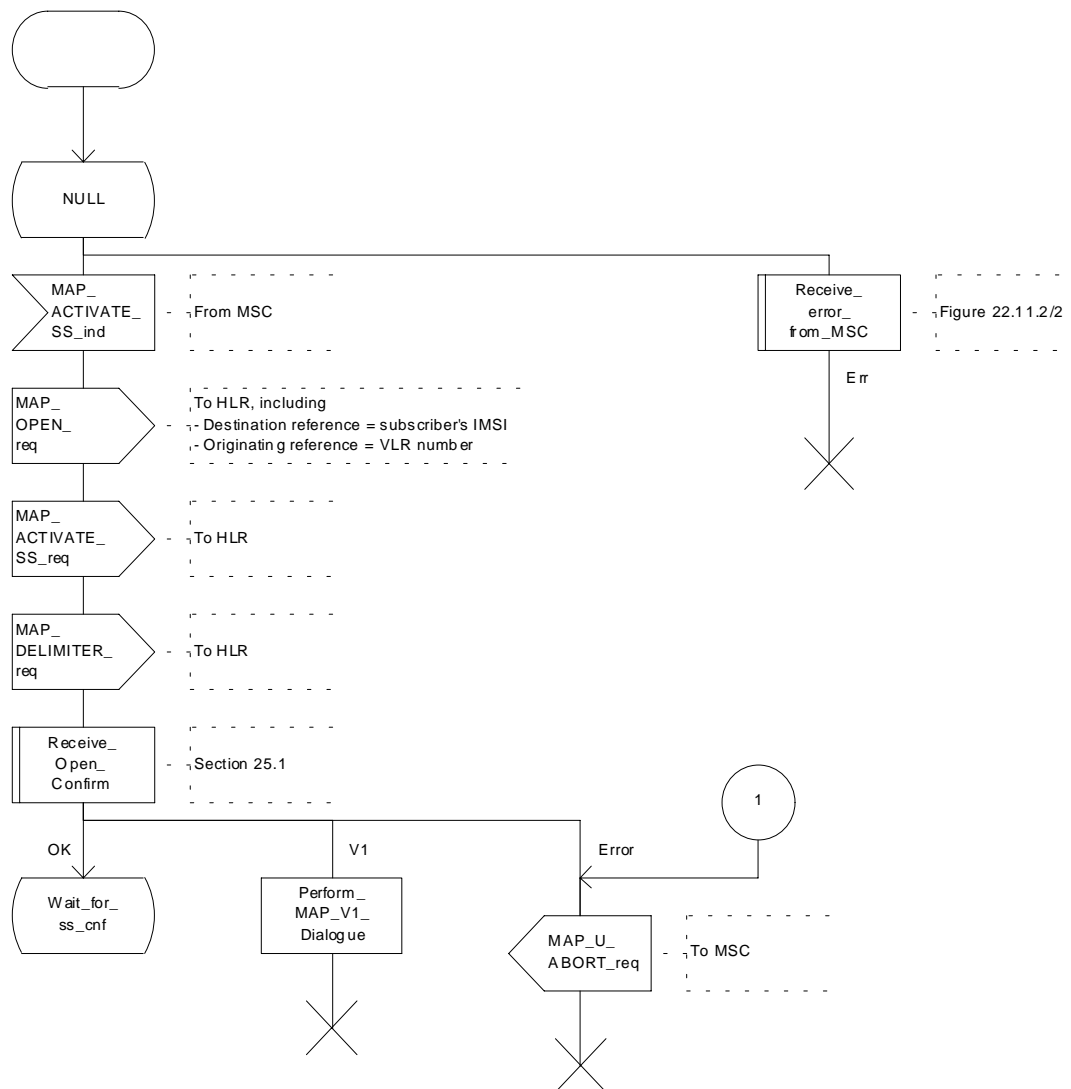 NULL
MAP_
ACTIVATE_
SS_ind
From MSC
Receive_
error_
from_MSC
Figure 22.11.2/2
Err
MAP_
OPEN_
req
To HLR, including
- Destination reference = subscriber's IMSI
- Originating reference = VLR number
MAP_
ACTIVATE_
SS_req
To HLR
MAP_
DELIMITER_
req
To HLR
Receive_
Open_
Confirm
Section 25.1
1
OK
V1
Error
Wait_for_
ss_cnf
Perform_
MAP_V1_
Dialogue
MAP_U_
ABORT_req
To MSC